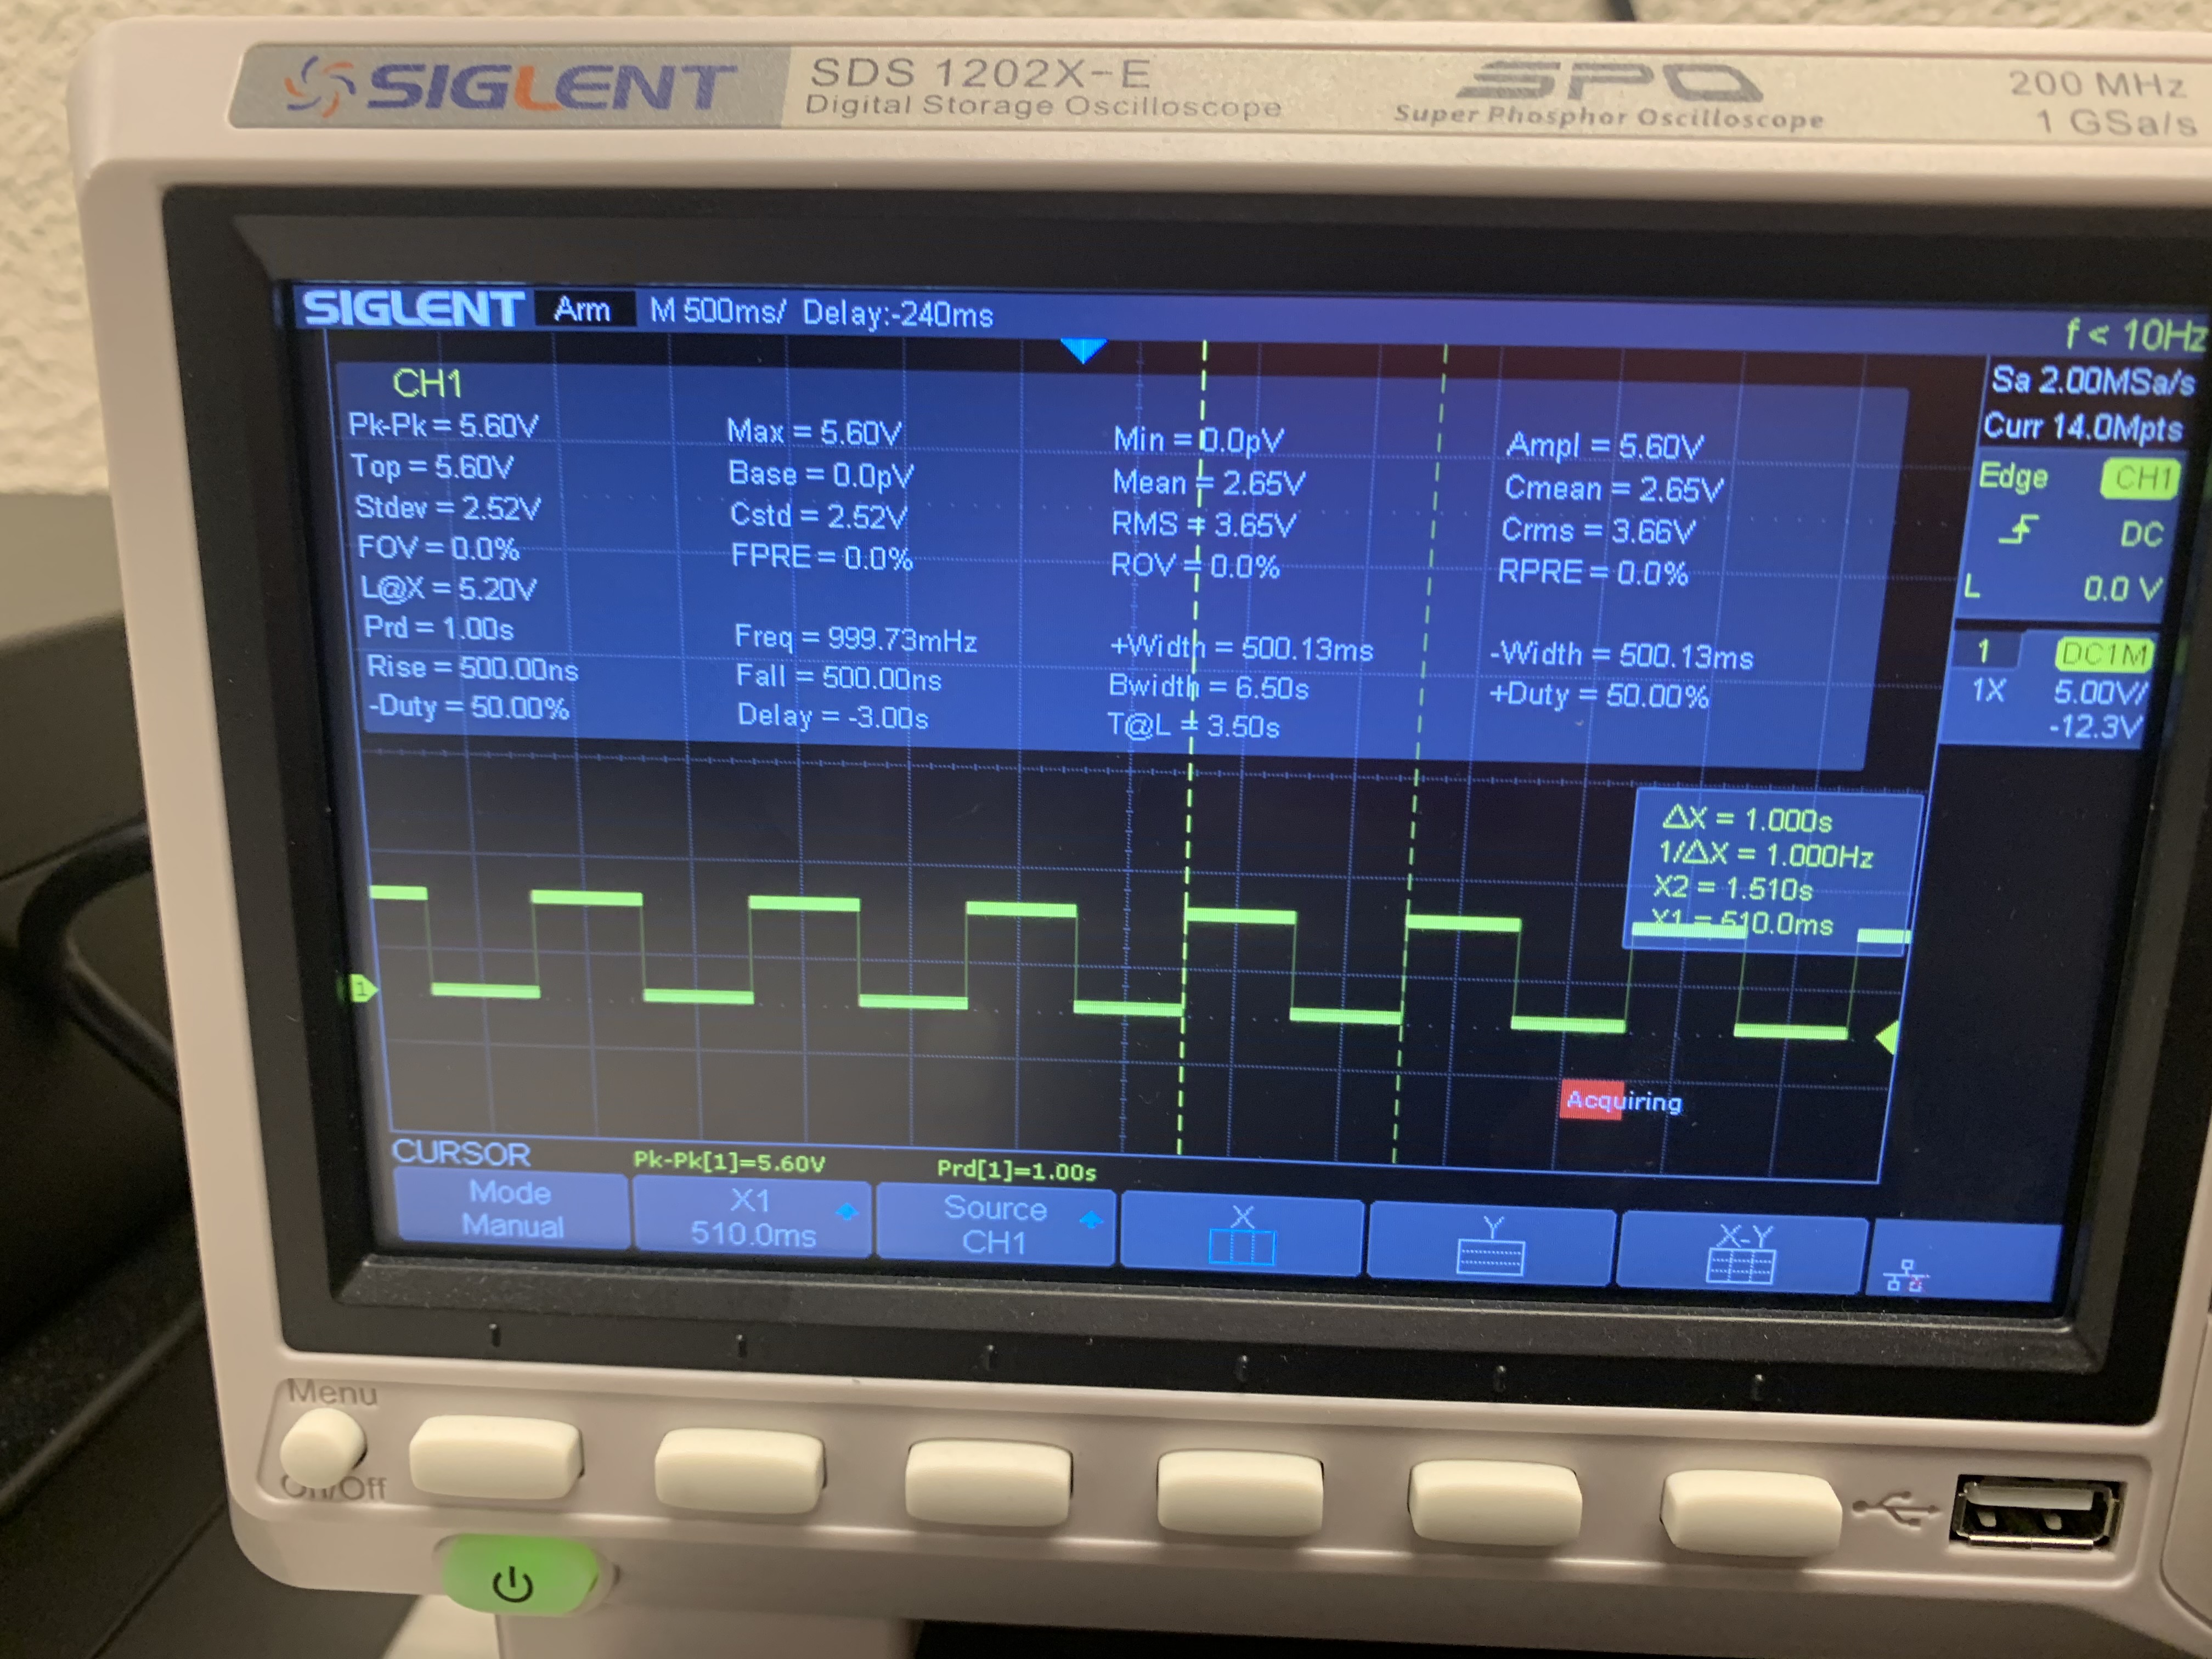 SIGLENT
SDS 1202X-E
Digital Storage Oscilloscope
SPO
Super Phosphor Oscilloscope
200 MHz
1 GSa/s
SIGLENT Arm M 500ms/ Delay:-240ms
f < 10Hz
Sa 2.00MSa/s
Curr 14.0Mpts
Edge CH1
DC
L 0.0 V
1 DC1M
1X 5.00V/
-12.3V
CH1
Pk-Pk = 5.60V Max = 5.60V Min = 0.0pV Ampl = 5.60V
Top = 5.60V Base = 0.0pV Mean = 2.65V Cmean = 2.65V
Stdev = 2.52V Cstd = 2.52V RMS = 3.65V Crms = 3.66V
FOV = 0.0% FPRE = 0.0% ROV = 0.0% RPRE = 0.0%
L@X = 5.20V
Prd = 1.00s Freq = 999.73mHz +Width = 500.13ms -Width = 500.13ms
Rise = 500.00ns Fall = 500.00ns Bwidth = 6.50s +Duty = 50.00%
-Duty = 50.00% Delay = -3.00s T@L = 3.50s
ΔX = 1.000s
1/ΔX = 1.000Hz
X2 = 1.510s
X1 = 510.0ms
1
Acquiring
CURSOR Pk-Pk[1]=5.60V Prd[1]=1.00s
Mode
Manual
X1
510.0ms
Source
CH1
X
Y
X-Y
Menu
On/Off